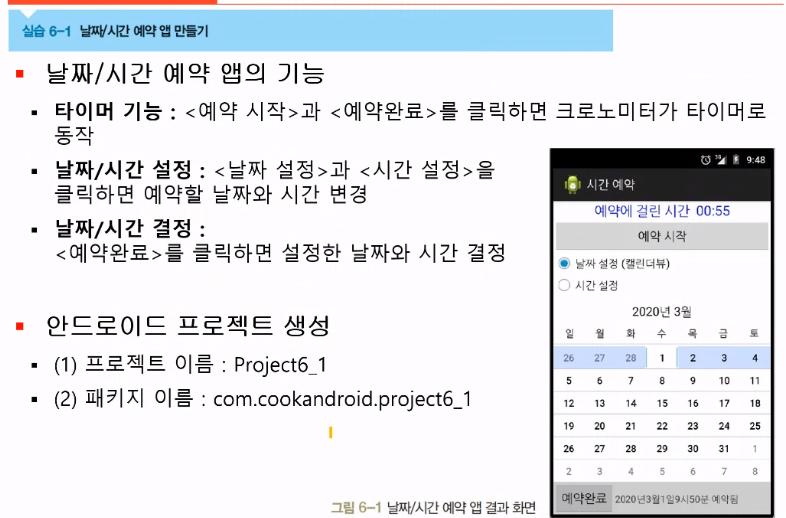 실습 6-1 날짜/시간 예약 앱 만들기
날짜/시간 예약 앱의 기능
타이머 기능 : <예약 시작>과 <예약완료>를 클릭하면 크로노미터가 타이머로
동작
날짜/시간 설정 : <날짜 설정>과 <시간 설정>을
클릭하면 예약할 날짜와 시간 변경
날짜/시간 결정 :
<예약완료>를 클릭하면 설정한 날짜와 시간 결정
안드로이드 프로젝트 생성
(1) 프로젝트 이름 : Project6_1
(2) 패키지 이름 : com.cookandroid.project6_1
9:48
시간 예약
예약에 걸린 시간 00:55
예약 시작
날짜 설정 (캘린더뷰)
시간 설정
2020년 3월
일 월 화 수 목 금 토
26 27 28 1 2 3 4
5 6 7 8 9 10 11
12 13 14 15 16 17 18
19 20 21 22 23 24 25
26 27 28 29 30 31 1
2 3 4 5 6 7 8
예약완료 2020년3월1일9시50분 예약됨
그림 6-1 날짜/시간 예약 앱 결과 화면